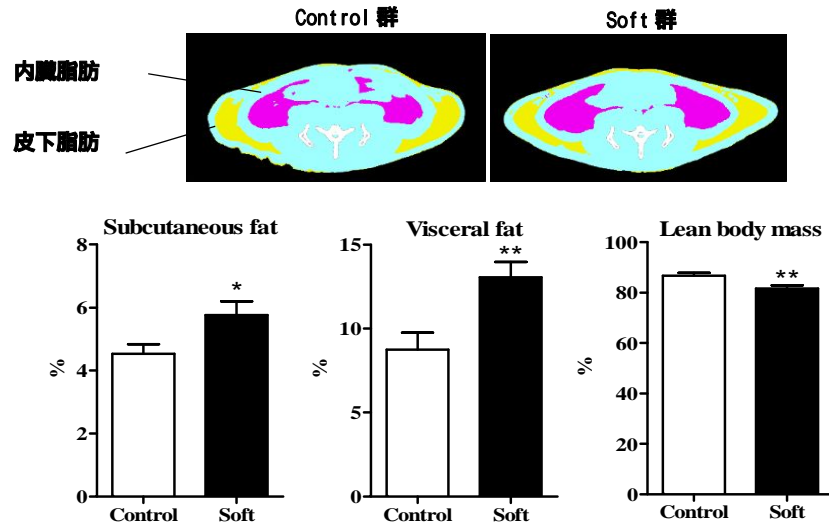 Control 群
Soft 群
内臓脂肪
皮下脂肪
Subcutaneous fat
%
8
6
4
2
0
*
Control
Soft
Visceral fat
%
15
10
5
0
**
Control
Soft
Lean body mass
%
100
80
60
40
20
0
**
Control
Soft